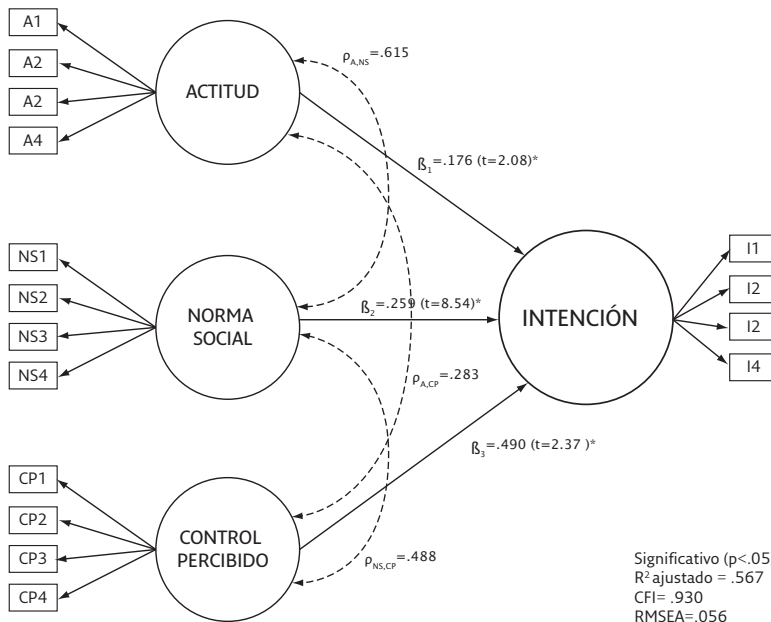 A1
A2
A2
A4
ACTITUD
ρA,NS=.615
ß1=.176 (t=2.08)*
NS1
NS2
NS3
NS4
NORMA
SOCIAL
ß2=.259 (t=8.54)*
INTENCIÓN
I1
I2
I2
I4
ρA,CP=.283
ß3=.490 (t=2.37 )*
CP1
CP2
CP3
CP4
CONTROL
PERCIBIDO
ρNS,CP=.488
Significativo (p<.05
R² ajustado = .567
CFI= .930
RMSEA=.056